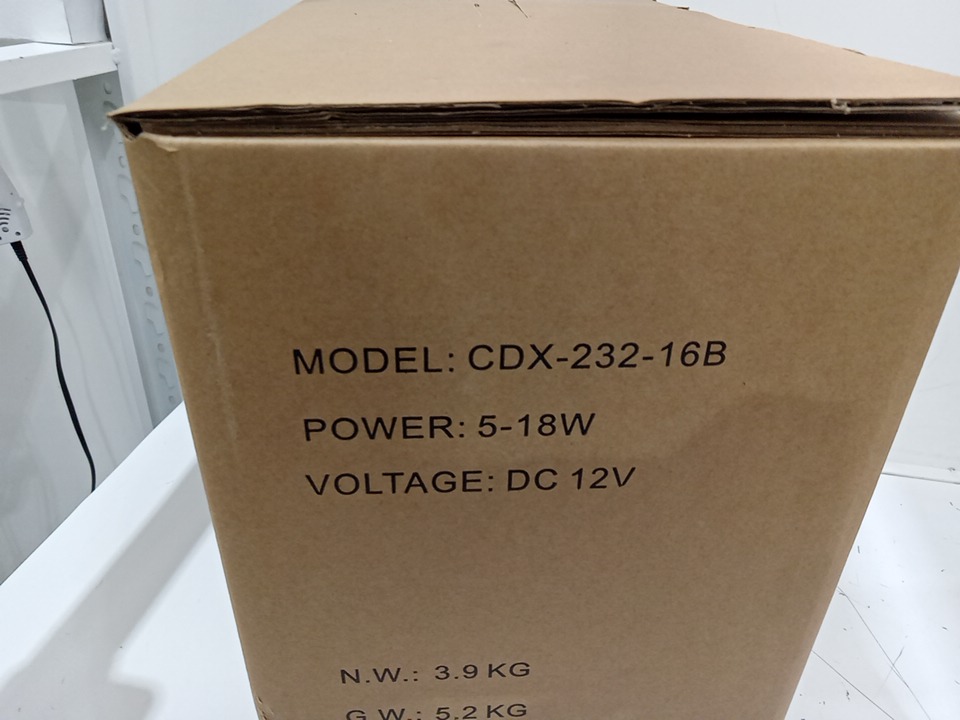 MODEL: CDX-232-16B
POWER: 5-18W
VOLTAGE: DC 12V
N.W.: 3.9 KG
G.W.: 5.2 KG